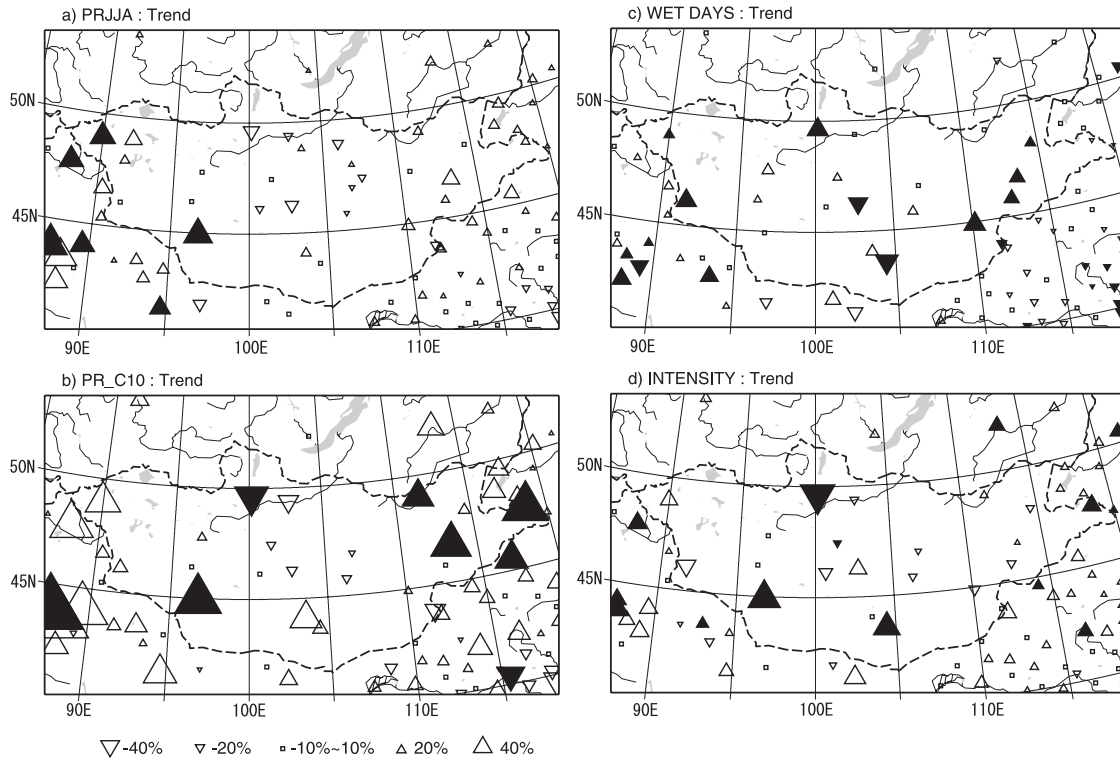 a) PRJJA : Trend
50N
45N
90E 100E 110E
c) WET DAYS : Trend
50N
45N
90E 100E 110E
b) PR_C10 : Trend
50N
45N
90E 100E 110E
d) INTENSITY : Trend
50N
45N
90E 100E 110E
-40% -20% -10%~10% 20% 40%